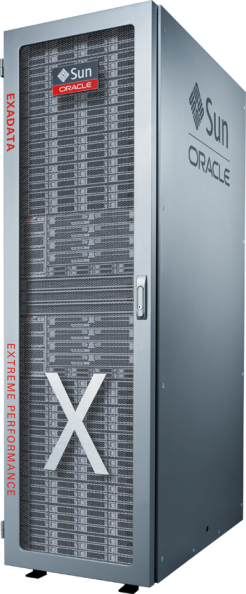 Sun
ORACLE
EXADATA
EXTREME PERFORMANCE
X
Sun
ORACLE